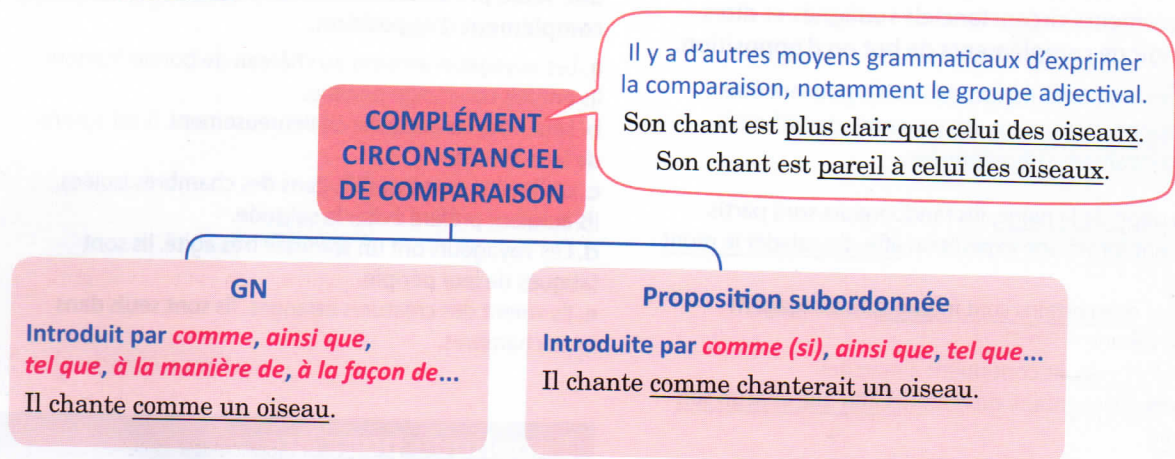 Il y a d'autres moyens grammaticaux d'exprimer
la comparaison, notamment le groupe adjectival.
Son chant est plus clair que celui des oiseaux.
Son chant est pareil à celui des oiseaux.
COMPLÉMENT
CIRCONSTANCIEL
DE COMPARAISON
GN
Introduit par comme, ainsi que,
tel que, à la manière de, à la façon de...
Il chante comme un oiseau.
Proposition subordonnée
Introduite par comme (si), ainsi que, tel que...
Il chante comme chanterait un oiseau.